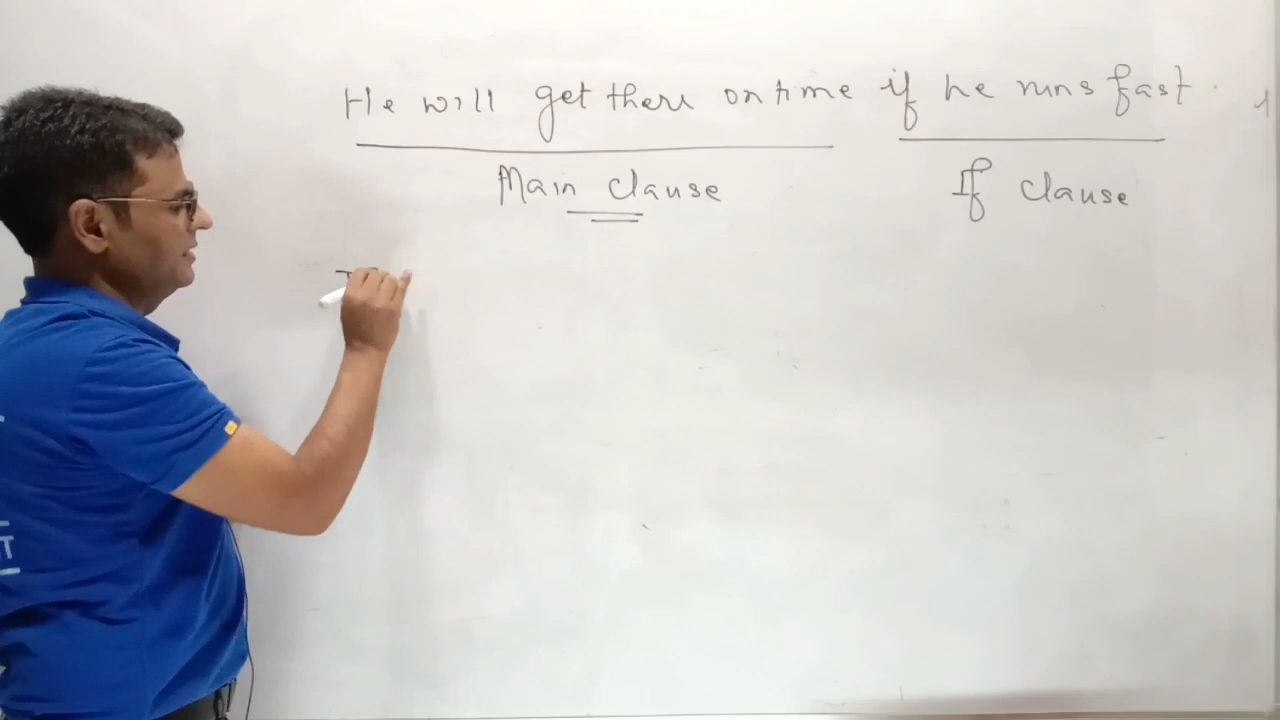 He will get there on time if he runs fast.
Main clause If clause